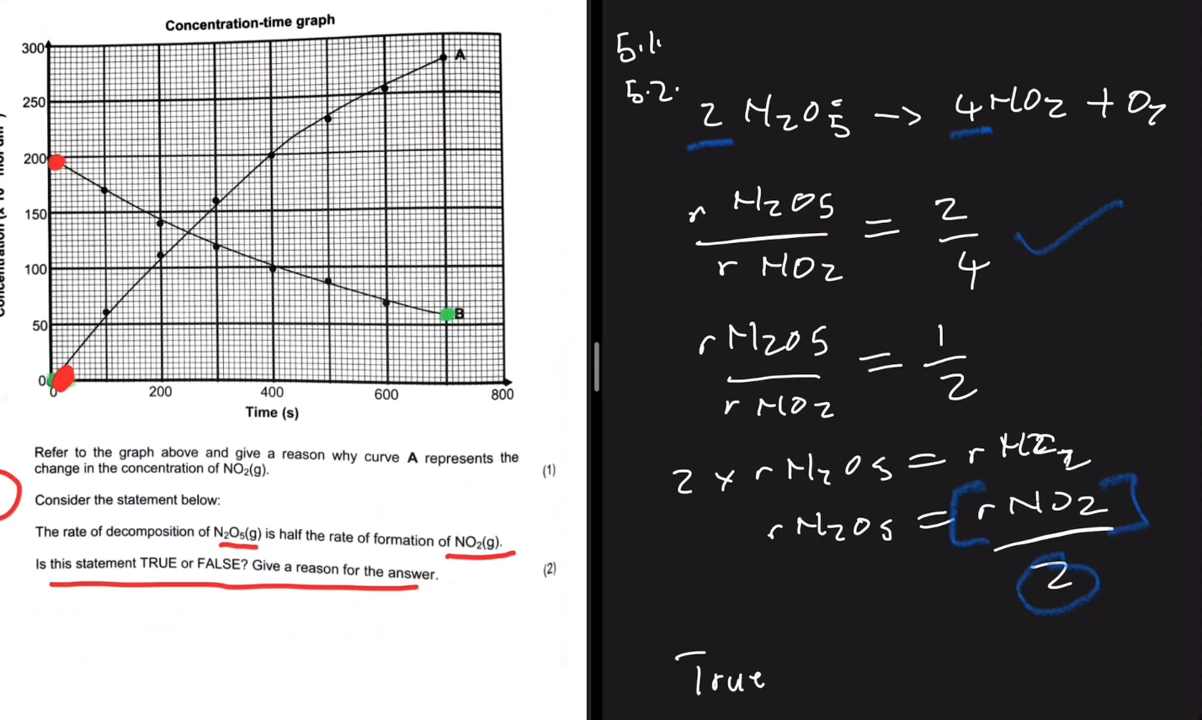 Concentration-time graph
300
250
200
150
100
50
0
A
B
0 200 400 600 800
Time (s)
Refer to the graph above and give a reason why curve A represents the
change in the concentration of NO₂(g). (1)
Consider the statement below:
The rate of decomposition of N₂O₅(g) is half the rate of formation of NO₂(g).
Is this statement TRUE or FALSE? Give a reason for the answer. (2)
5.1.
5.2.
2 N₂O₅ → 4NO₂ + O₂
r N₂O5 / r NO₂ = 2/4
r N₂O5 / r NO₂ = 1/2
2 × r N₂O5 = r NO₂
r N₂O5 = [r NO2] / 2
True